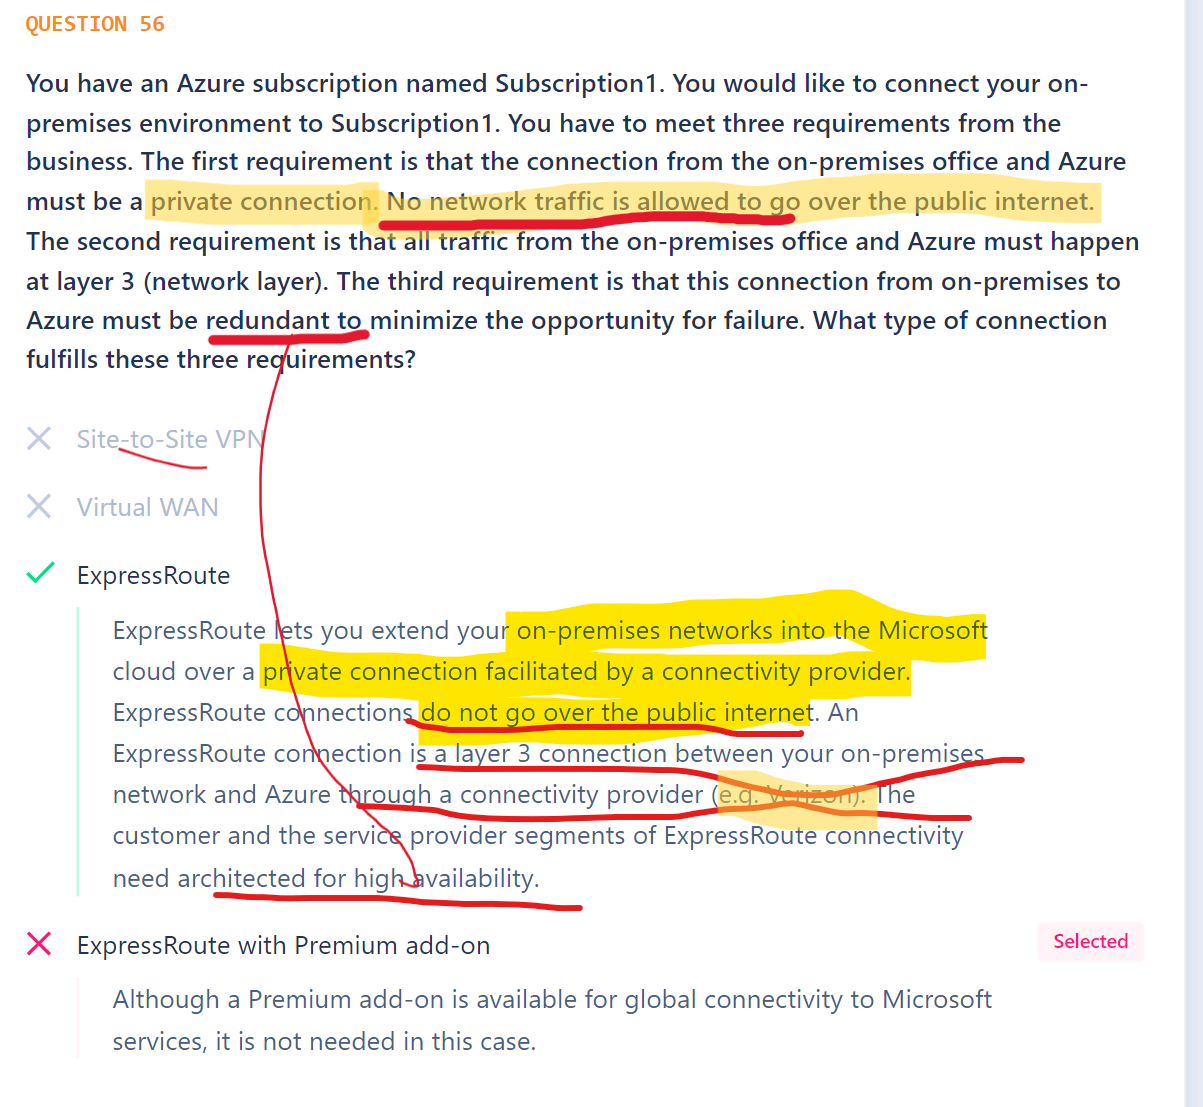 QUESTION 56
You have an Azure subscription named Subscription1. You would like to connect your on-
premises environment to Subscription1. You have to meet three requirements from the
business. The first requirement is that the connection from the on-premises office and Azure
must be a private connection. No network traffic is allowed to go over the public internet.
The second requirement is that all traffic from the on-premises office and Azure must happen
at layer 3 (network layer). The third requirement is that this connection from on-premises to
Azure must be redundant to minimize the opportunity for failure. What type of connection
fulfills these three requirements?
Site-to-Site VPN
Virtual WAN
ExpressRoute
ExpressRoute lets you extend your on-premises networks into the Microsoft
cloud over a private connection facilitated by a connectivity provider.
ExpressRoute connections do not go over the public internet. An
ExpressRoute connection is a layer 3 connection between your on-premises
network and Azure through a connectivity provider (e.g. Verizon). The
customer and the service provider segments of ExpressRoute connectivity
need architected for high availability.
ExpressRoute with Premium add-on
Selected
Although a Premium add-on is available for global connectivity to Microsoft
services, it is not needed in this case.